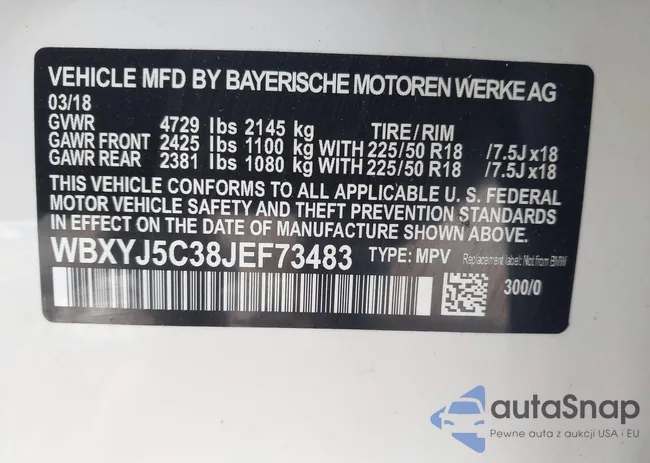 VEHICLE MFD BY BAYERISCHE MOTOREN WERKE AG
03/18
GVWR 4729 lbs 2145 kg TIRE/RIM
GAWR FRONT 2425 lbs 1100 kg WITH 225/50 R18 /7.5J x18
GAWR REAR 2381 lbs 1080 kg WITH 225/50 R18 /7.5J x18
THIS VEHICLE CONFORMS TO ALL APPLICABLE U. S. FEDERAL
MOTOR VEHICLE SAFETY AND THEFT PREVENTION STANDARDS
IN EFFECT ON THE DATE OF MANUFACTURE SHOWN ABOVE.
WBXYJ5C38JEF73483 TYPE: MPV Replacement label: Not from BMW
300/0
autaSnap
Pewne auta z aukcji USA i EU